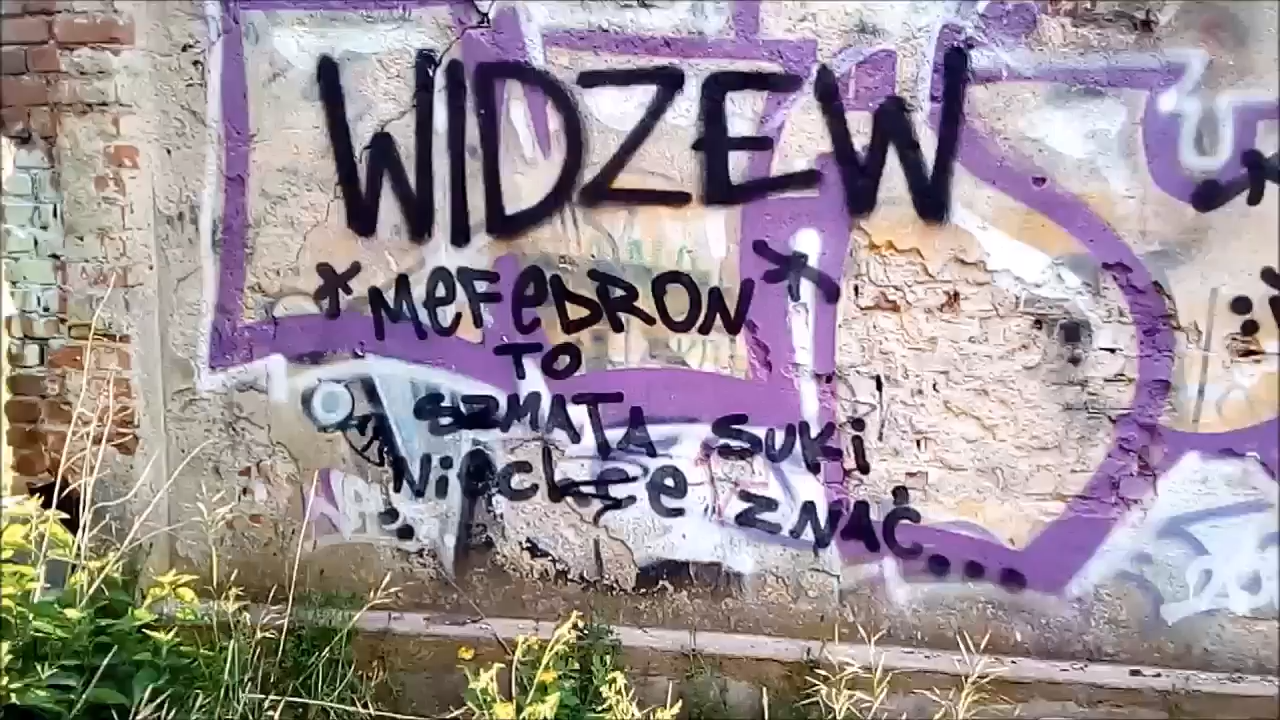 WIDZEW
*MeFeDRON*
TO
SZMATA SUKi
NiechCe ZNAĆ...